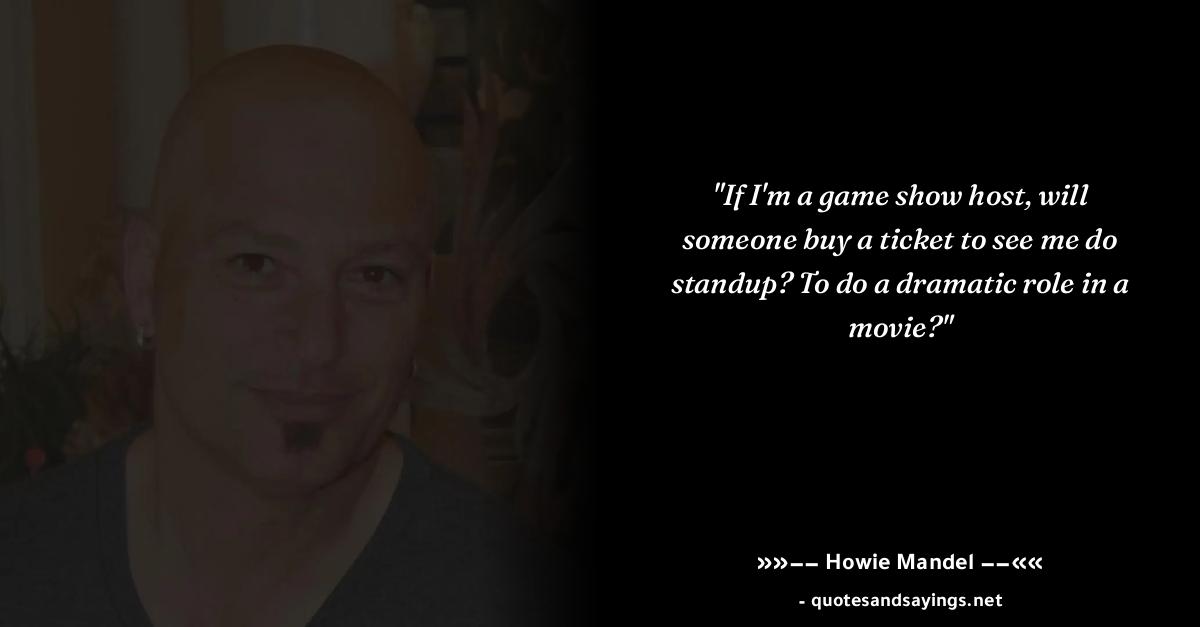 "If I'm a game show host, will
someone buy a ticket to see me do
standup? To do a dramatic role in a
movie?"
»»−− Howie Mandel −−««
- quotesandsayings.net